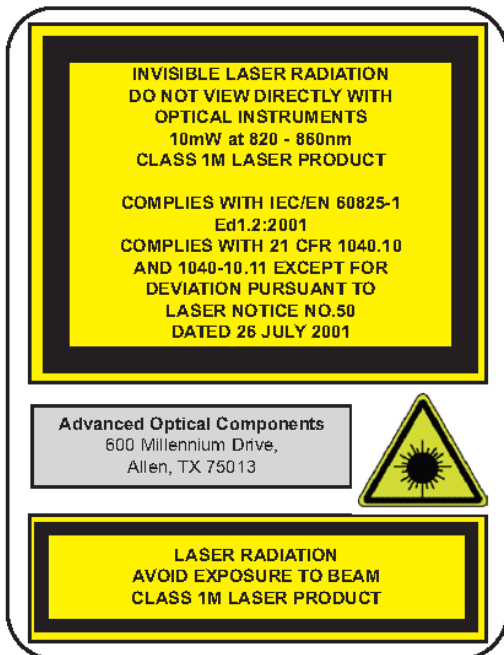 INVISIBLE LASER RADIATION
DO NOT VIEW DIRECTLY WITH
OPTICAL INSTRUMENTS
10mW at 820 - 860nm
CLASS 1M LASER PRODUCT
COMPLIES WITH IEC/EN 60825-1
Ed1.2:2001
COMPLIES WITH 21 CFR 1040.10
AND 1040-10.11 EXCEPT FOR
DEVIATION PURSUANT TO
LASER NOTICE NO.50
DATED 26 JULY 2001
Advanced Optical Components
600 Millennium Drive,
Allen, TX 75013
LASER RADIATION
AVOID EXPOSURE TO BEAM
CLASS 1M LASER PRODUCT